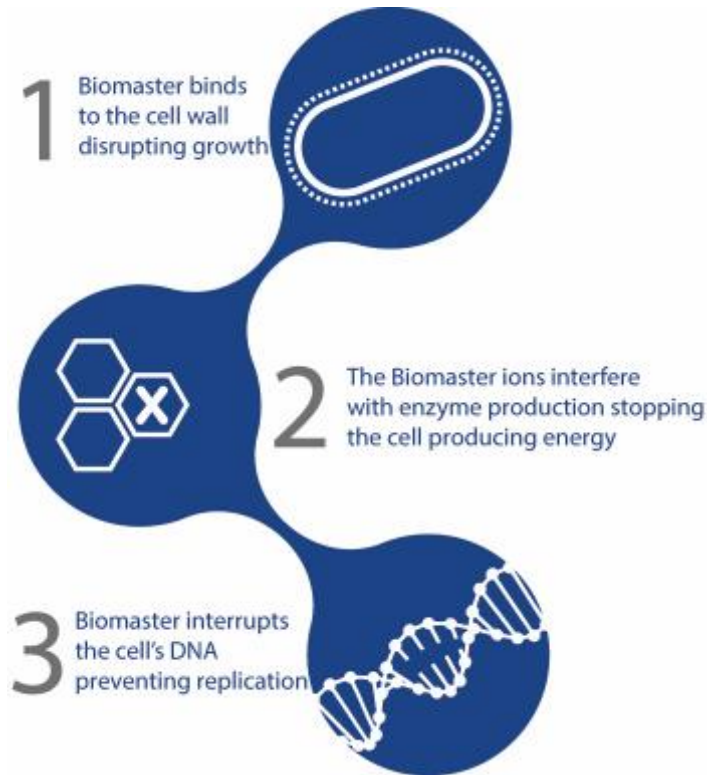 1
Biomaster binds
to the cell wall
disrupting growth
X
2
The Biomaster ions interfere
with enzyme production stopping
the cell producing energy
3
Biomaster interrupts
the cell's DNA
preventing replication